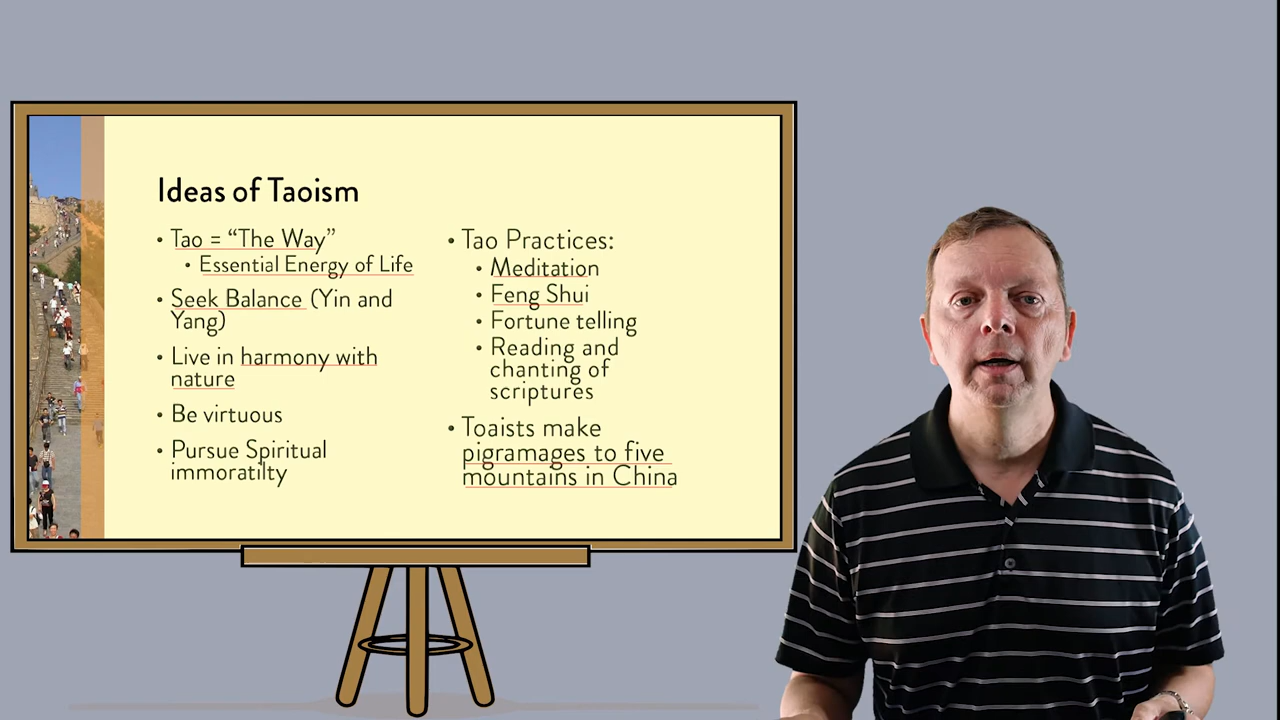 Ideas of Taoism
• Tao = “The Way”
• Essential Energy of Life
• Seek Balance (Yin and
Yang)
• Live in harmony with
nature
• Be virtuous
• Pursue Spiritual
immoratilty
• Tao Practices:
• Meditation
• Feng Shui
• Fortune telling
• Reading and
chanting of
scriptures
• Toaists make
pigramages to five
mountains in China